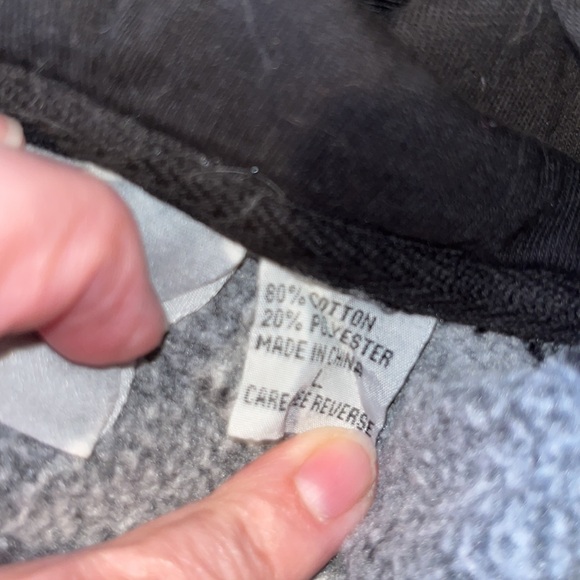 80% COTTON
20% POLYESTER
MADE IN CHINA
L
CARE SEE REVERSE